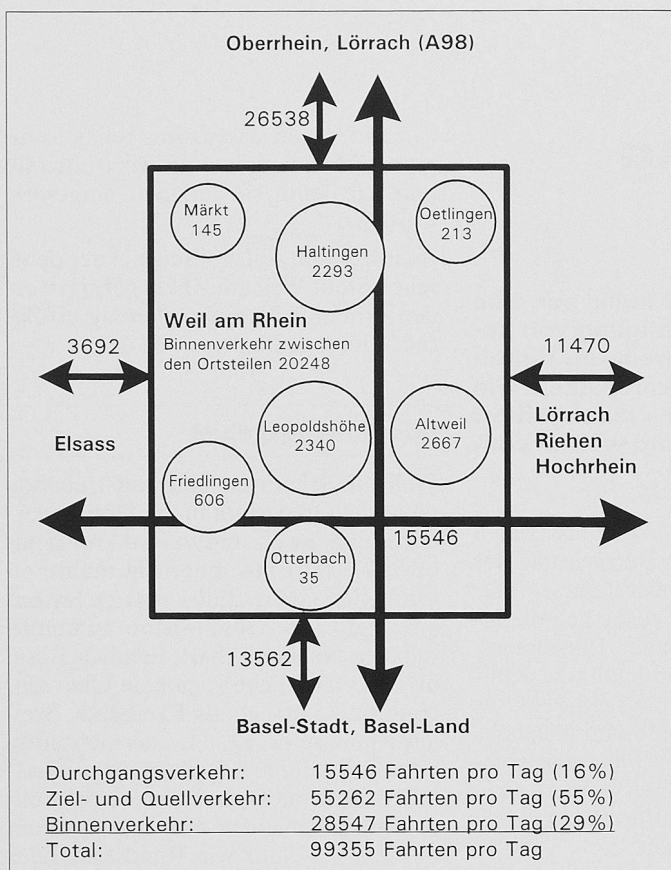 Oberrhein, Lörrach (A98)
26538
Märkt
145
Oetlingen
213
Haltingen
2293
Weil am Rhein
Binnenverkehr zwischen
den Ortsteilen 20248
3692
11470
Elsass
Lörrach
Riehen
Hochrhein
Leopoldshöhe
2340
Altweil
2667
Friedlingen
606
15546
Otterbach
35
13562
Basel-Stadt, Basel-Land
Durchgangsverkehr: 15546 Fahrten pro Tag (16%)
Ziel- und Quellverkehr: 55262 Fahrten pro Tag (55%)
Binnenverkehr: 28547 Fahrten pro Tag (29%)
Total: 99355 Fahrten pro Tag